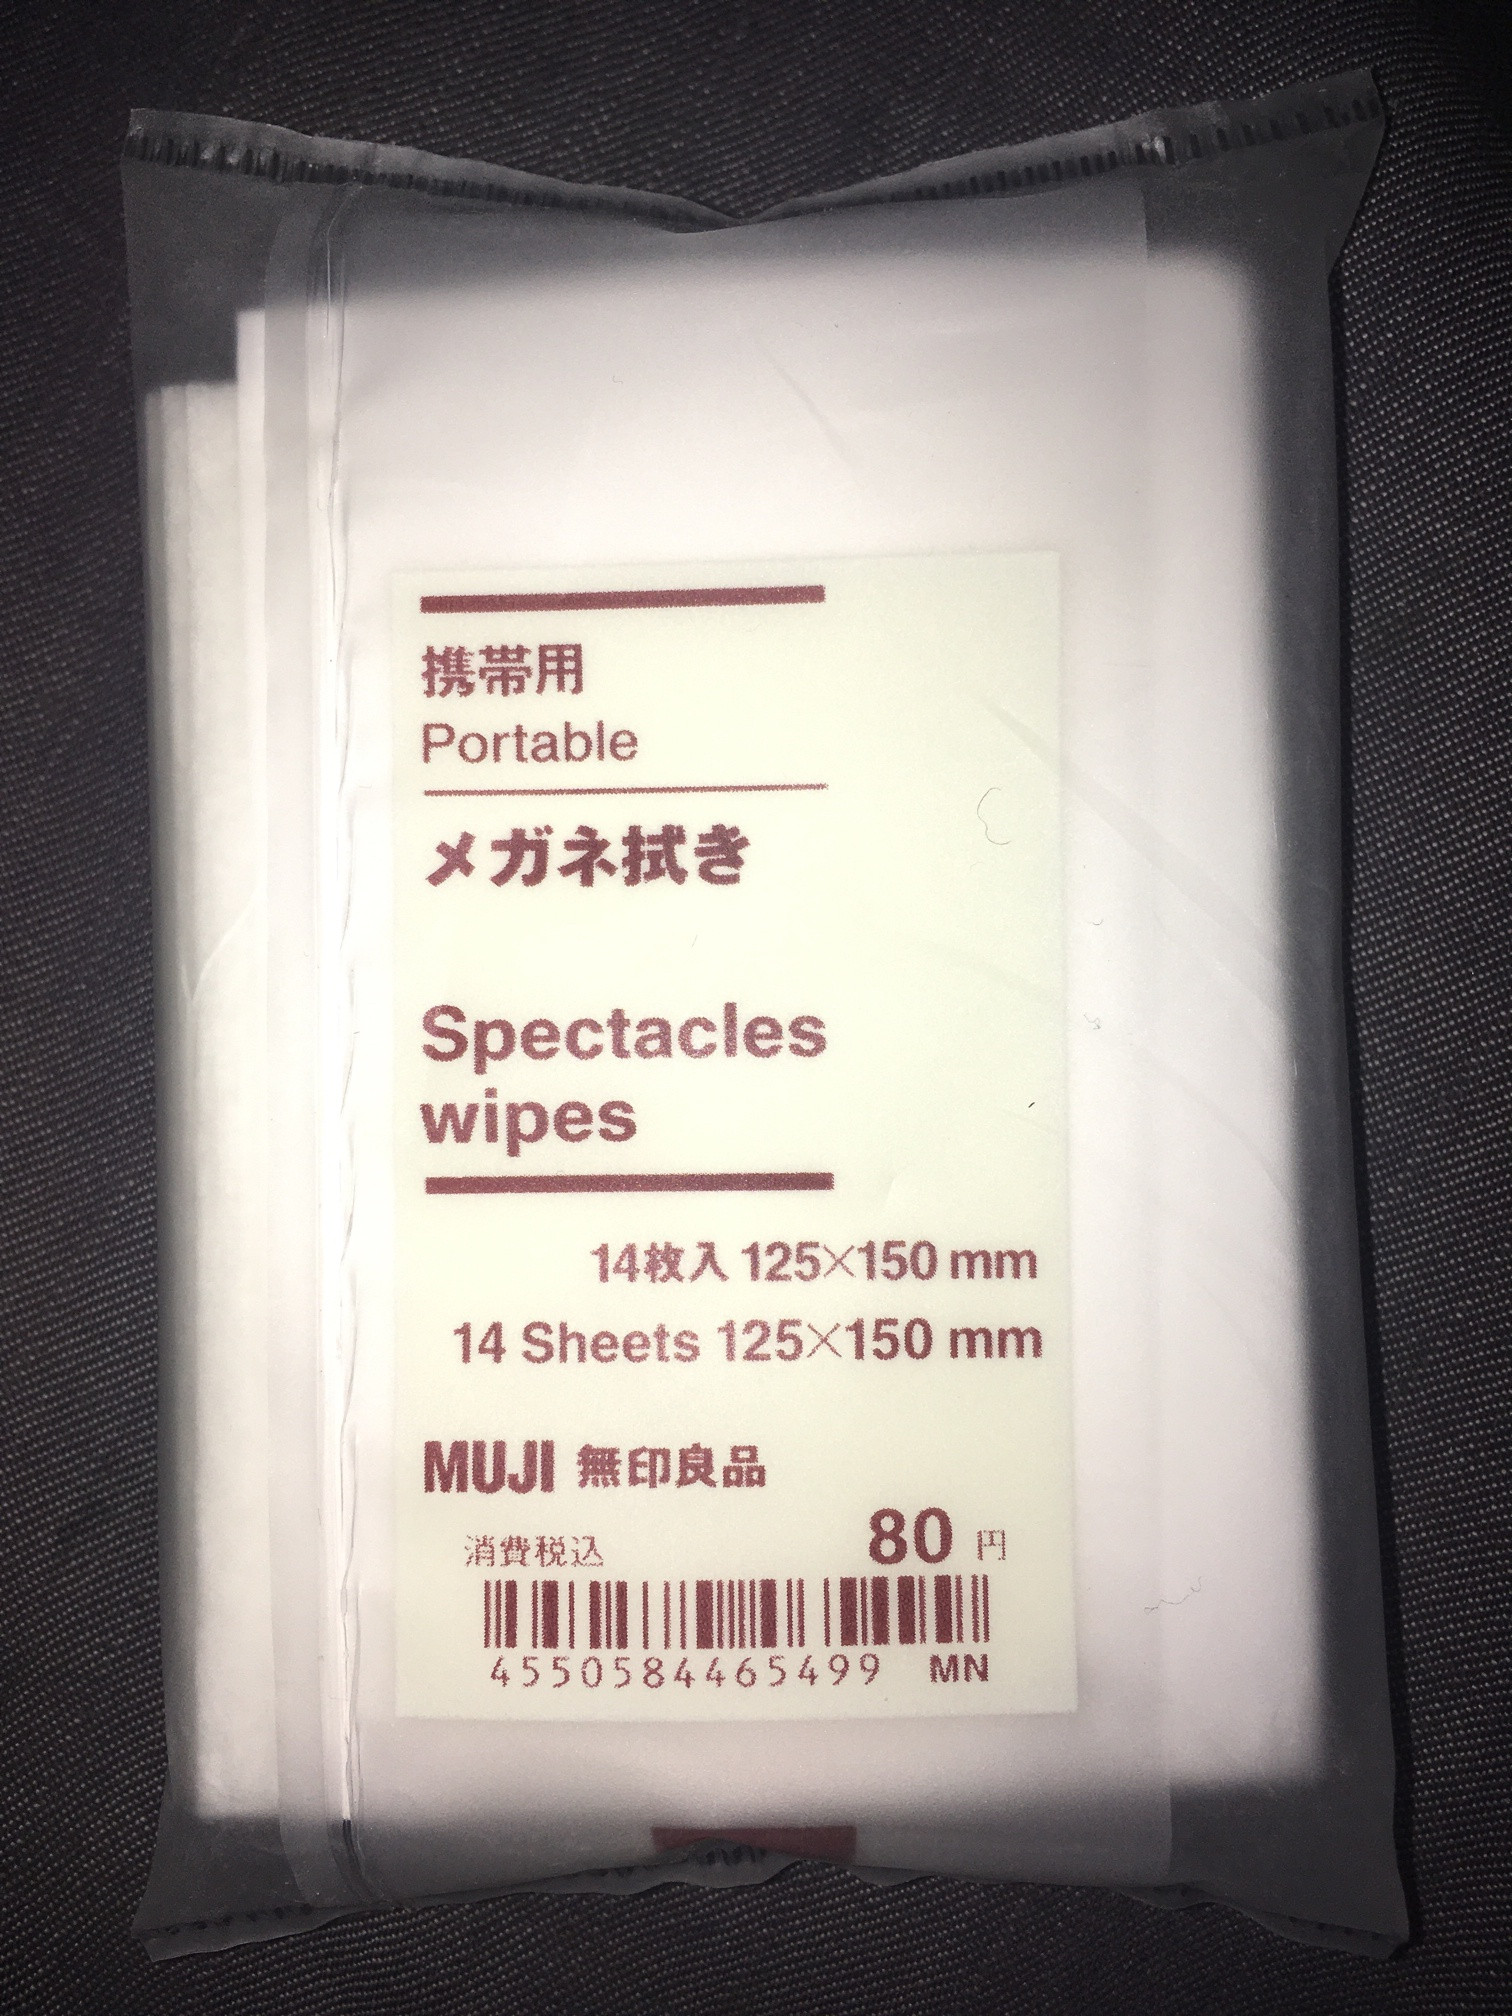 携帯用
Portable
メガネ拭き
Spectacles
wipes
14枚入 125×150 mm
14 Sheets 125×150 mm
MUJI 無印良品
消費税込 80 円
4550584465499 MN